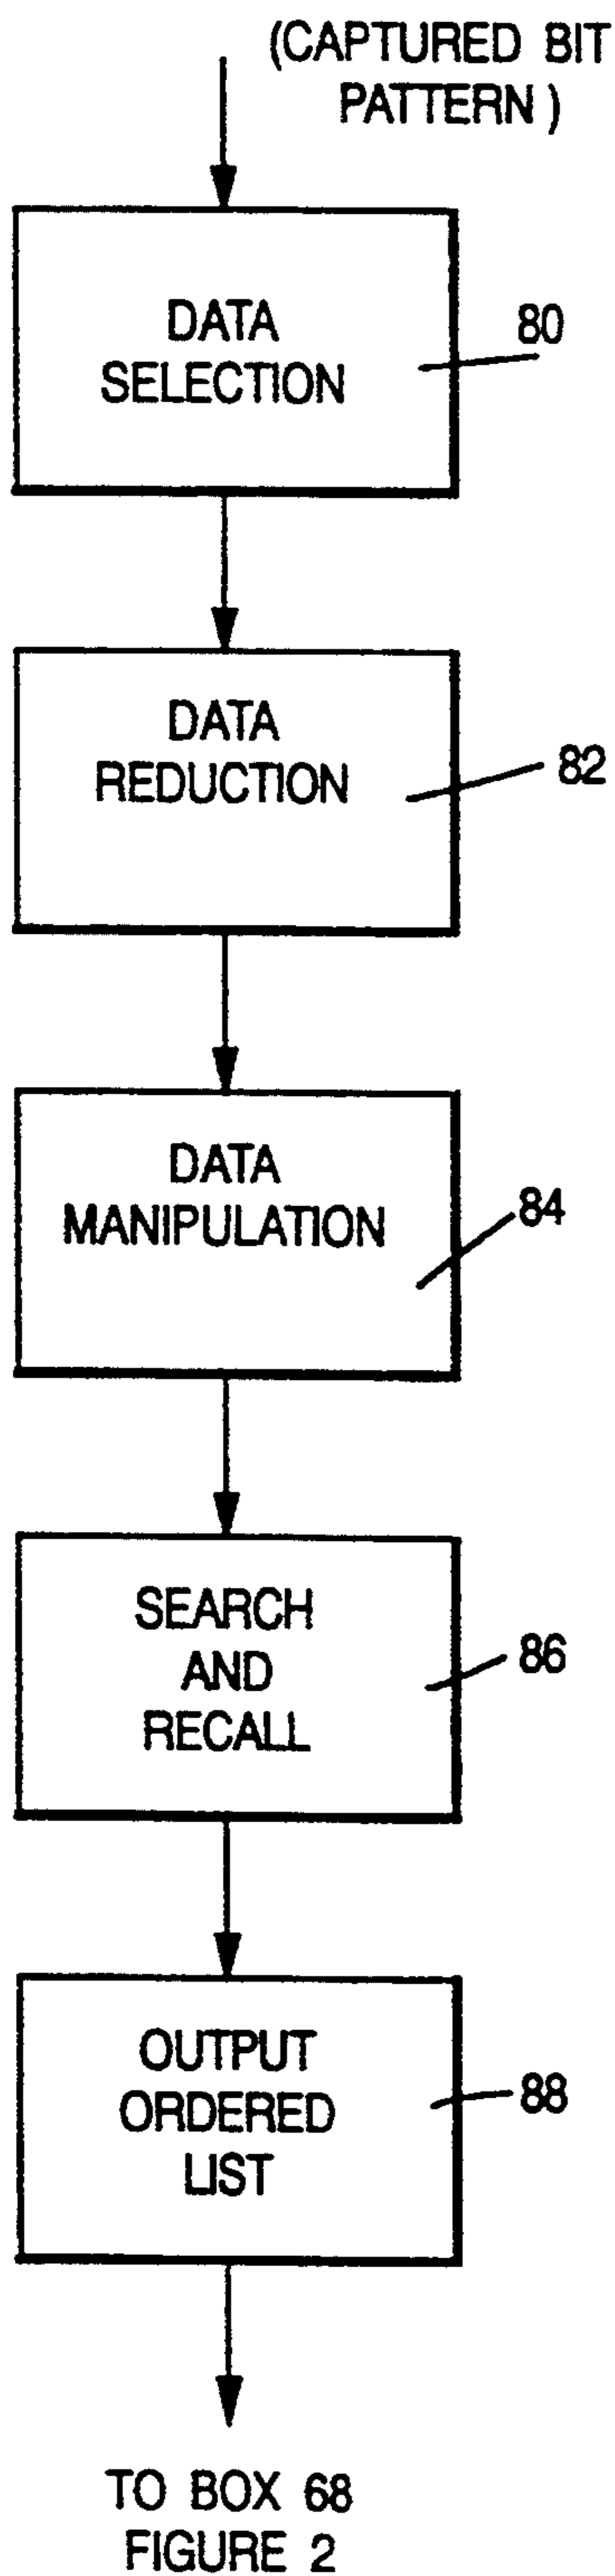 (CAPTURED BIT
PATTERN )
DATA
SELECTION
80
DATA
REDUCTION
82
DATA
MANIPULATION
84
SEARCH
AND
RECALL
86
OUTPUT
ORDERED
LIST
88
TO BOX 68
FIGURE 2